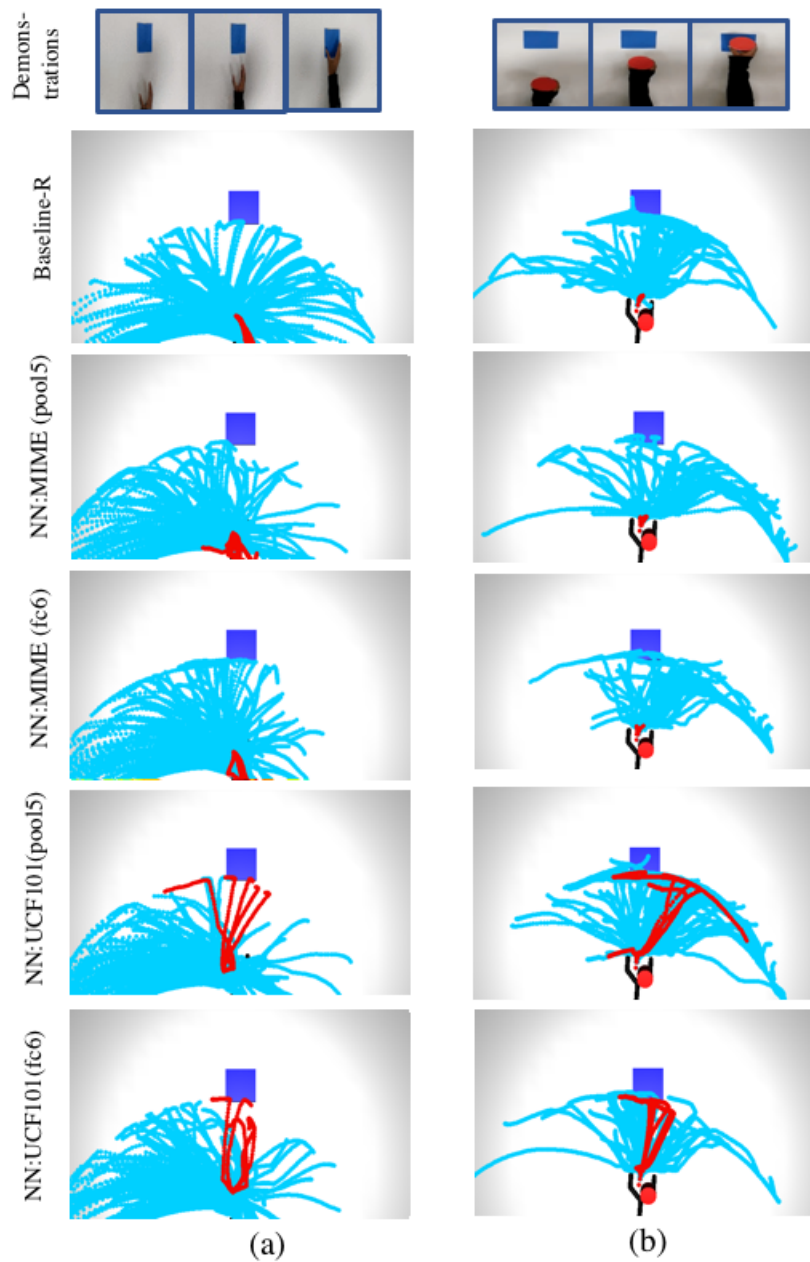 Demons-
trations
Baseline-R
NN:MIME (pool5)
NN:MIME (fc6)
NN:UCF101(pool5)
NN:UCF101(fc6)
(a)
(b)